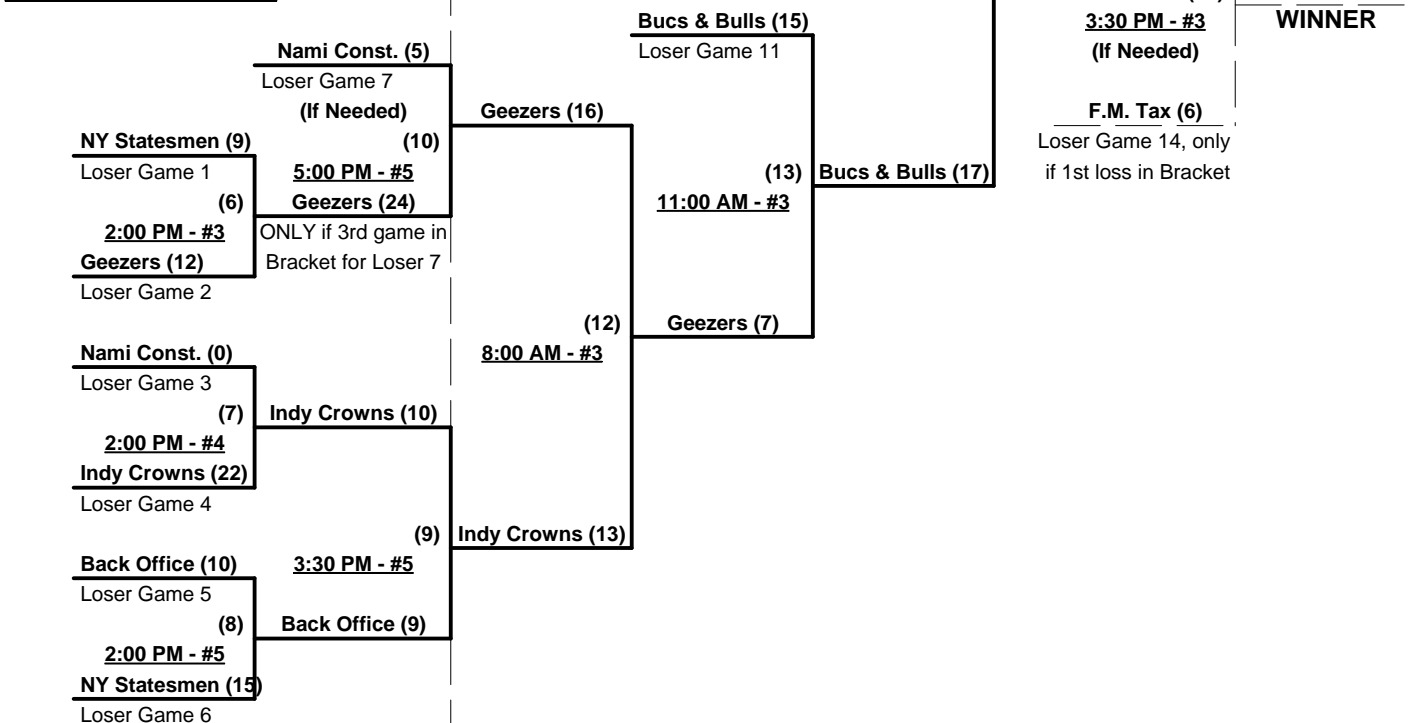 Bucs & Bulls (15)
Loser Game 11
3:30 PM - #3
(If Needed)
WINNER
Nami Const. (5)
Loser Game 7
(If Needed)
(10)
5:00 PM - #5
Geezers (24)
ONLY if 3rd game in
Bracket for Loser 7
Geezers (16)
F.M. Tax (6)
Loser Game 14, only
if 1st loss in Bracket
NY Statesmen (9)
Loser Game 1
(6)
2:00 PM - #3
Geezers (12)
Loser Game 2
(13)
11:00 AM - #3
Bucs & Bulls (17)
(12)
8:00 AM - #3
Geezers (7)
Nami Const. (0)
Loser Game 3
(7)
2:00 PM - #4
Indy Crowns (22)
Loser Game 4
Indy Crowns (10)
(9)
3:30 PM - #5
Indy Crowns (13)
Back Office (10)
Loser Game 5
(8)
2:00 PM - #5
NY Statesmen (15)
Loser Game 6
Back Office (9)